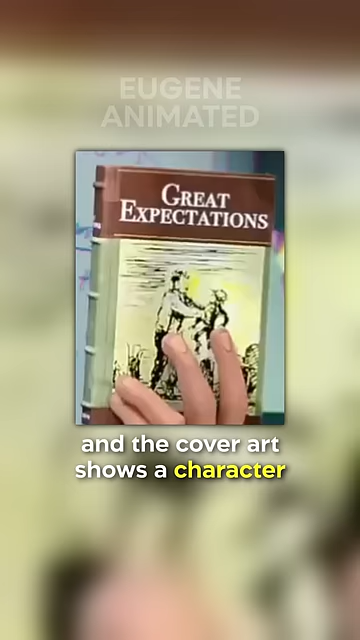 EUGENE
ANIMATED
GREAT
EXPECTATIONS
and the cover art
shows a character